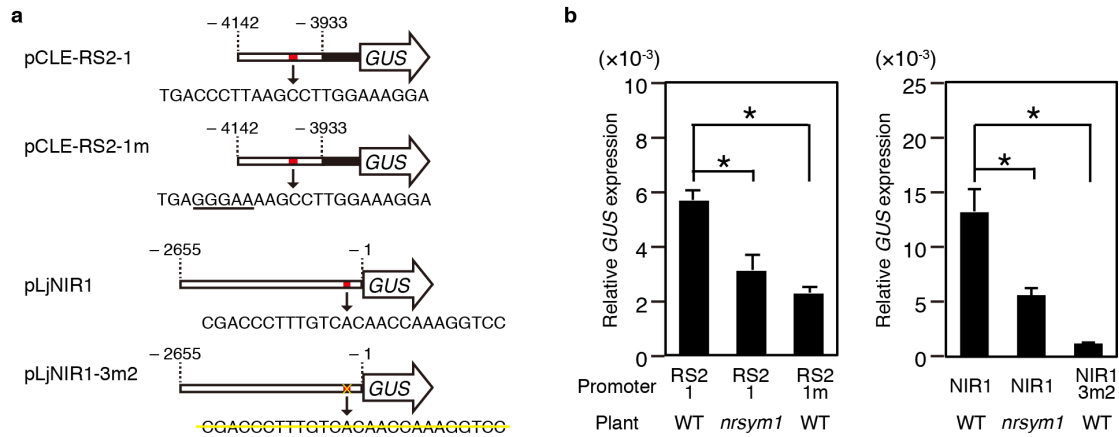 a
− 4142
− 3933
pCLE-RS2-1
GUS
TGACCCTTAAGCCTTGGAAAGGA
− 4142
− 3933
pCLE-RS2-1m
GUS
TGAGGGAAAAGCCTTGGAAAGGA
− 2655
− 1
pLjNIR1
GUS
CGACCCTTTGTCACAACCAAAGGTCC
− 2655
− 1
pLjNIR1-3m2
GUS
CGACCCTTTGTCACAACCAAAGGTCC
b
(×10-3)
Relative GUS expression
10
8
6
4
2
0
*
*
Promoter RS2 1 RS2 1 RS2 1m
Plant WT nrsym1 WT
(×10-3)
Relative GUS expression
25
20
15
10
5
0
*
*
NIR1 NIR1 NIR1 3m2
WT nrsym1 WT